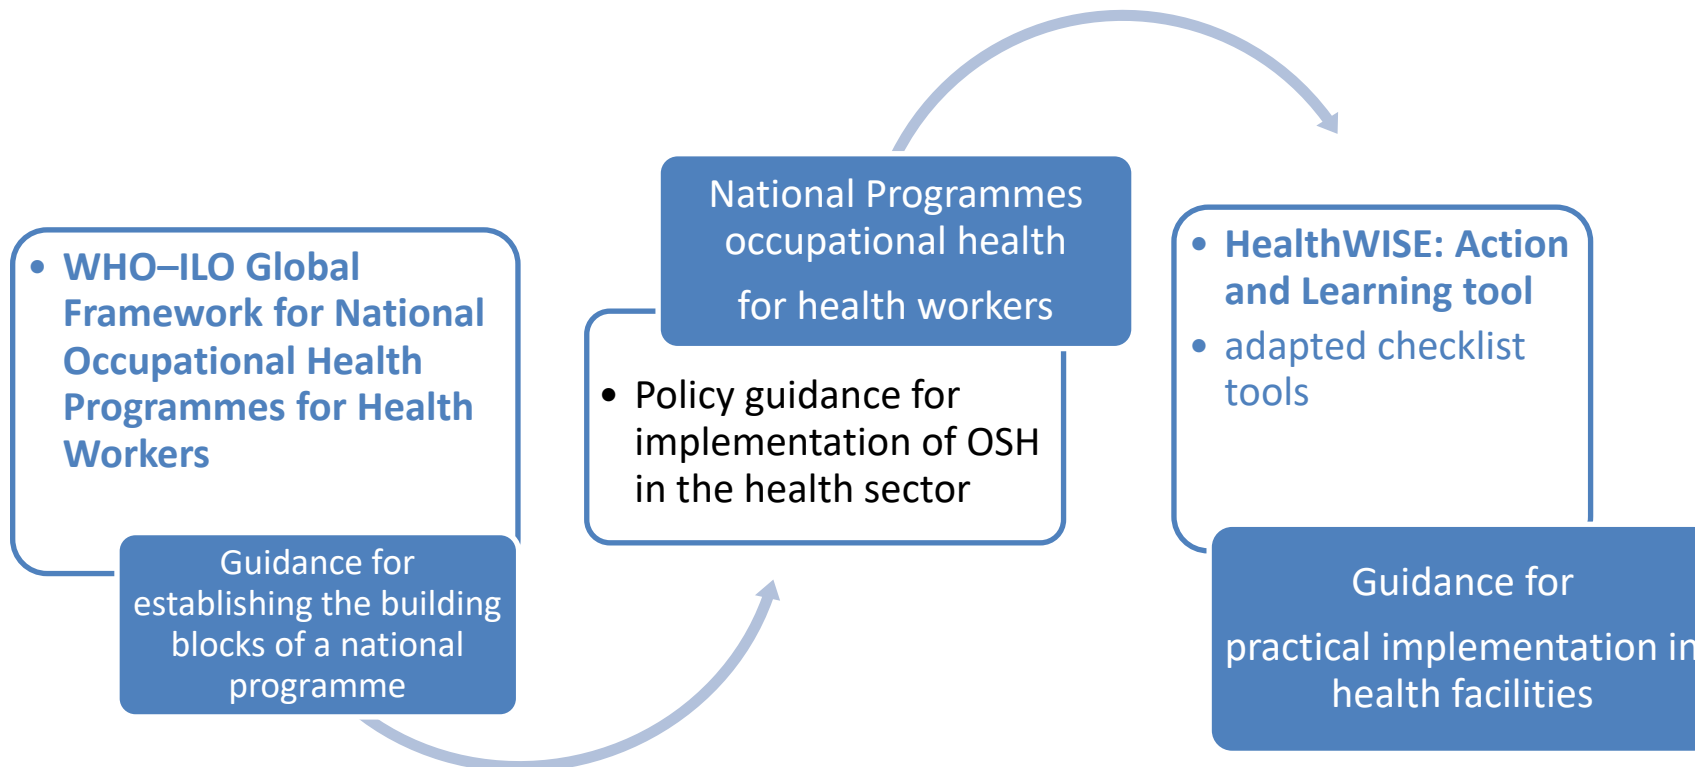 • WHO–ILO Global
Framework for National
Occupational Health
Programmes for Health
Workers
Guidance for
establishing the building
blocks of a national
programme
National Programmes
occupational health
for health workers
• Policy guidance for
implementation of OSH
in the health sector
• HealthWISE: Action
and Learning tool
• adapted checklist
tools
Guidance for
practical implementation in
health facilities